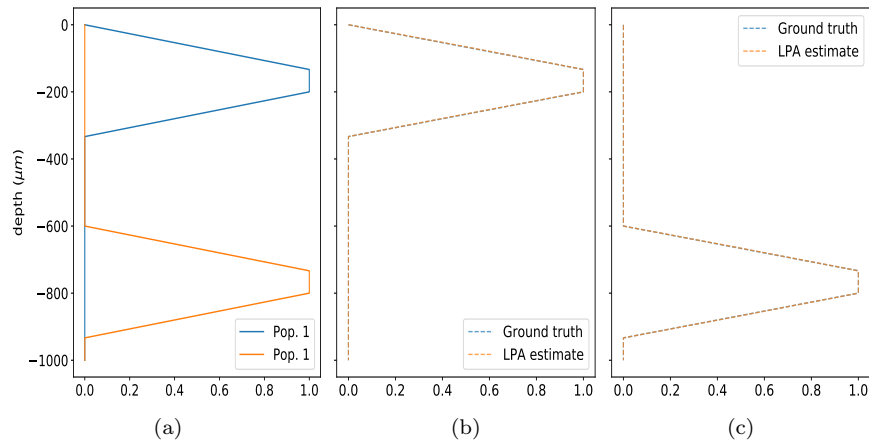 depth (μm)
0
−200
−400
−600
−800
−1000
Pop. 1
Pop. 1
0.0 0.2 0.4 0.6 0.8 1.0
(a)
Ground truth
LPA estimate
0.0 0.2 0.4 0.6 0.8 1.0
(b)
Ground truth
LPA estimate
0.0 0.2 0.4 0.6 0.8 1.0
(c)